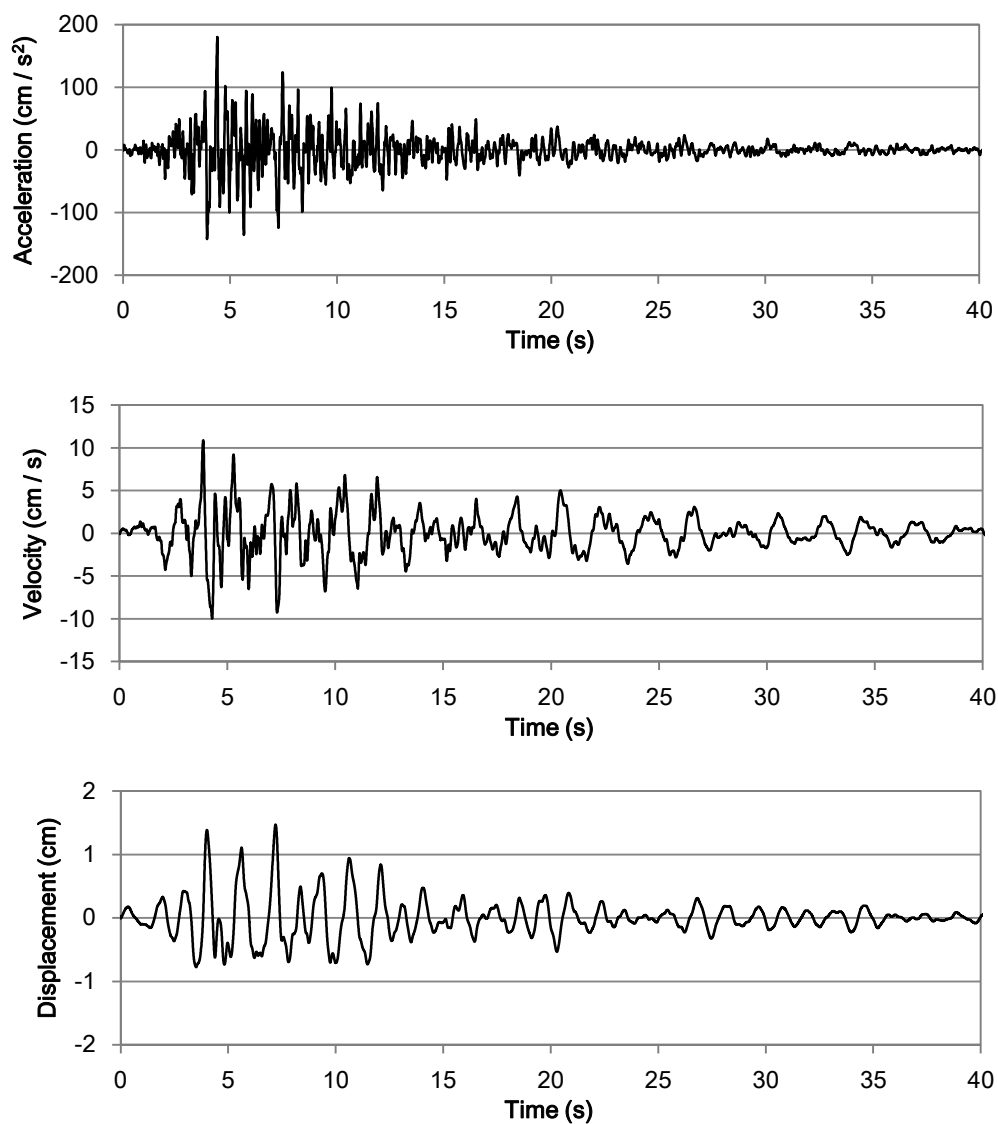 200
100
0
-100
-200
Acceleration (cm / s²)
0 5 10 15 20 25 30 35 40
Time (s)
15
10
5
0
-5
-10
-15
Velocity (cm / s)
0 5 10 15 20 25 30 35 40
Time (s)
2
1
0
-1
-2
Displacement (cm)
0 5 10 15 20 25 30 35 40
Time (s)